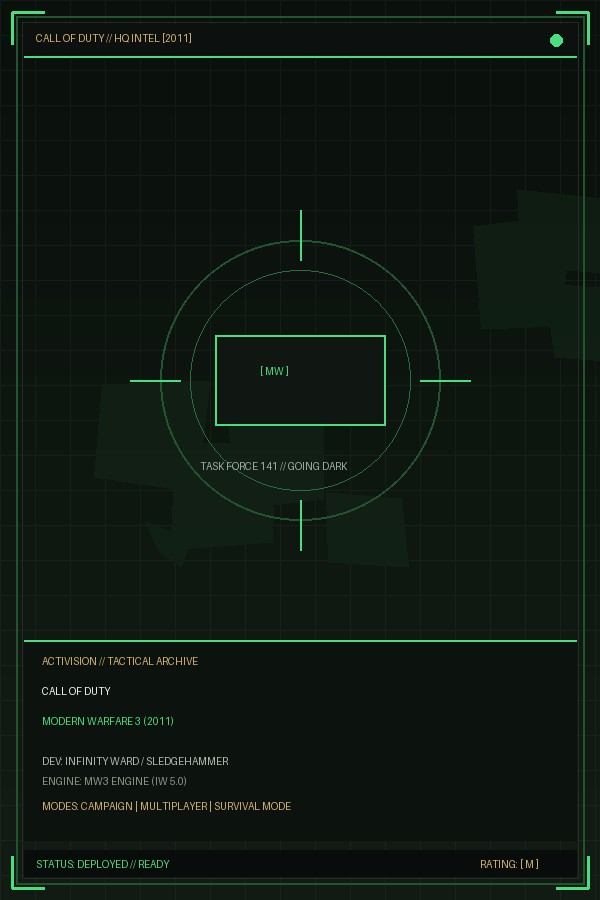 CALL OF DUTY // HQ INTEL [2011]
[ MW ]
TASK FORCE 141 // GOING DARK
ACTIVISION // TACTICAL ARCHIVE
CALL OF DUTY
MODERN WARFARE 3 (2011)
DEV: INFINITY WARD / SLEDGEHAMMER
ENGINE: MW3 ENGINE (IW 5.0)
MODES: CAMPAIGN | MULTIPLAYER | SURVIVAL MODE
STATUS: DEPLOYED // READY
RATING: [ M ]